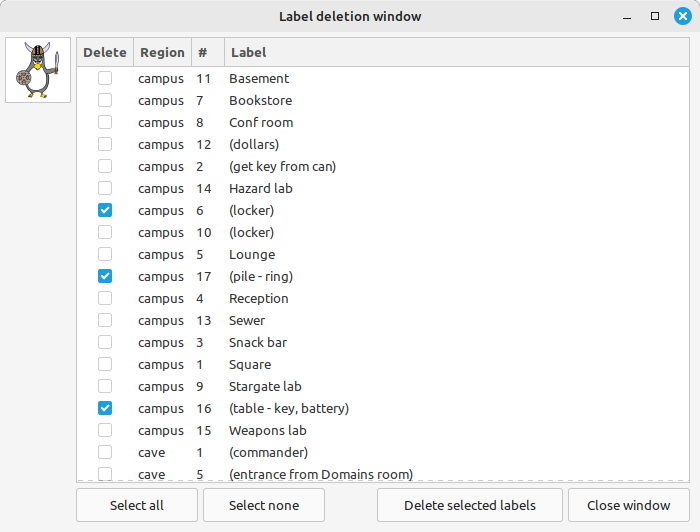 Label deletion window
Delete Region # Label
campus 11 Basement
campus 7 Bookstore
campus 8 Conf room
campus 12 (dollars)
campus 2 (get key from can)
campus 14 Hazard lab
campus 6 (locker)
campus 10 (locker)
campus 5 Lounge
campus 17 (pile - ring)
campus 4 Reception
campus 13 Sewer
campus 3 Snack bar
campus 1 Square
campus 9 Stargate lab
campus 16 (table - key, battery)
campus 15 Weapons lab
cave 1 (commander)
cave 5 (entrance from Domains room)
Select all Select none Delete selected labels Close window